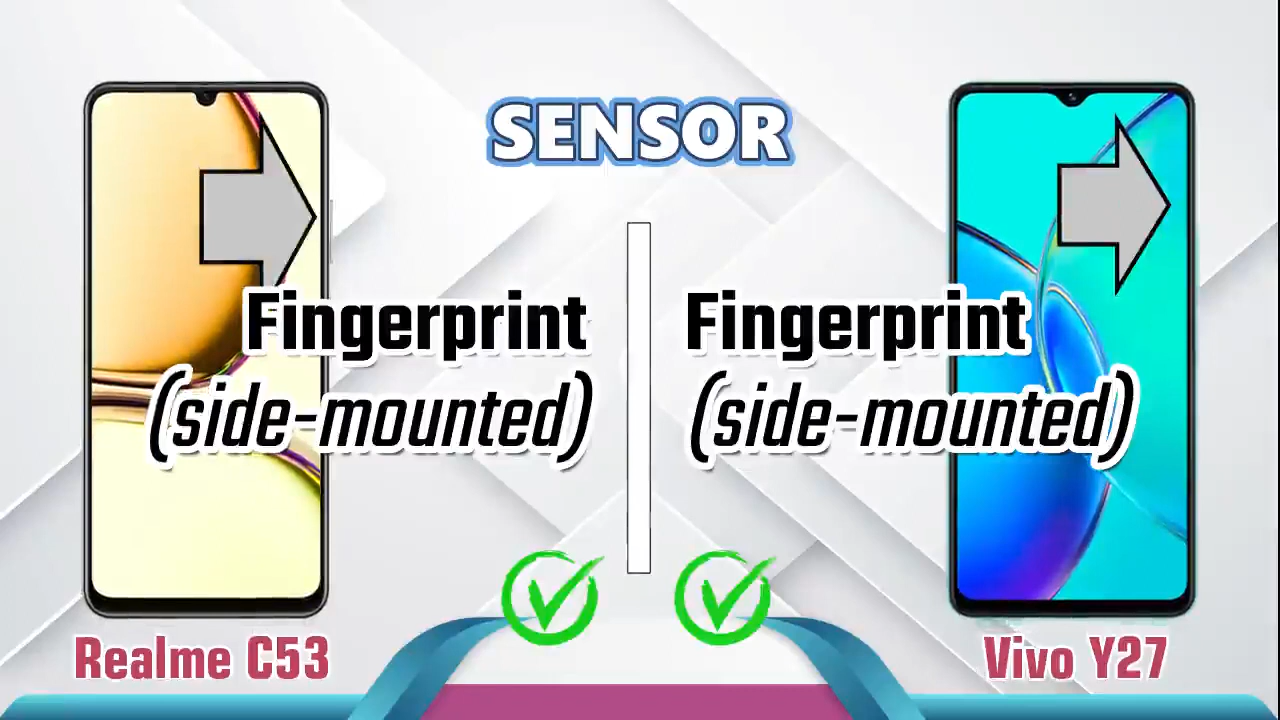 SENSOR
Fingerprint
(side-mounted)
Fingerprint
(side-mounted)
Realme C53
Vivo Y27